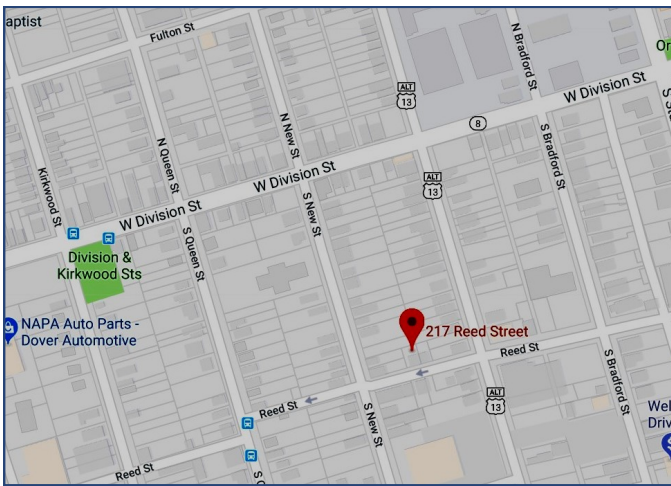 aptist
Fulton St
N Bradford St
Or
ALT
13
W Division St
8
N New St
N Queen St
S Bradford St
W Division St
ALT
13
Kirkwood St
S New St
W Division St
S Queen St
Division &
Kirkwood Sts
NAPA Auto Parts -
Dover Automotive
217 Reed Street
Reed St
S Bradford St
ALT
13
Reed St
S New St
Wel
Driv
Reed St